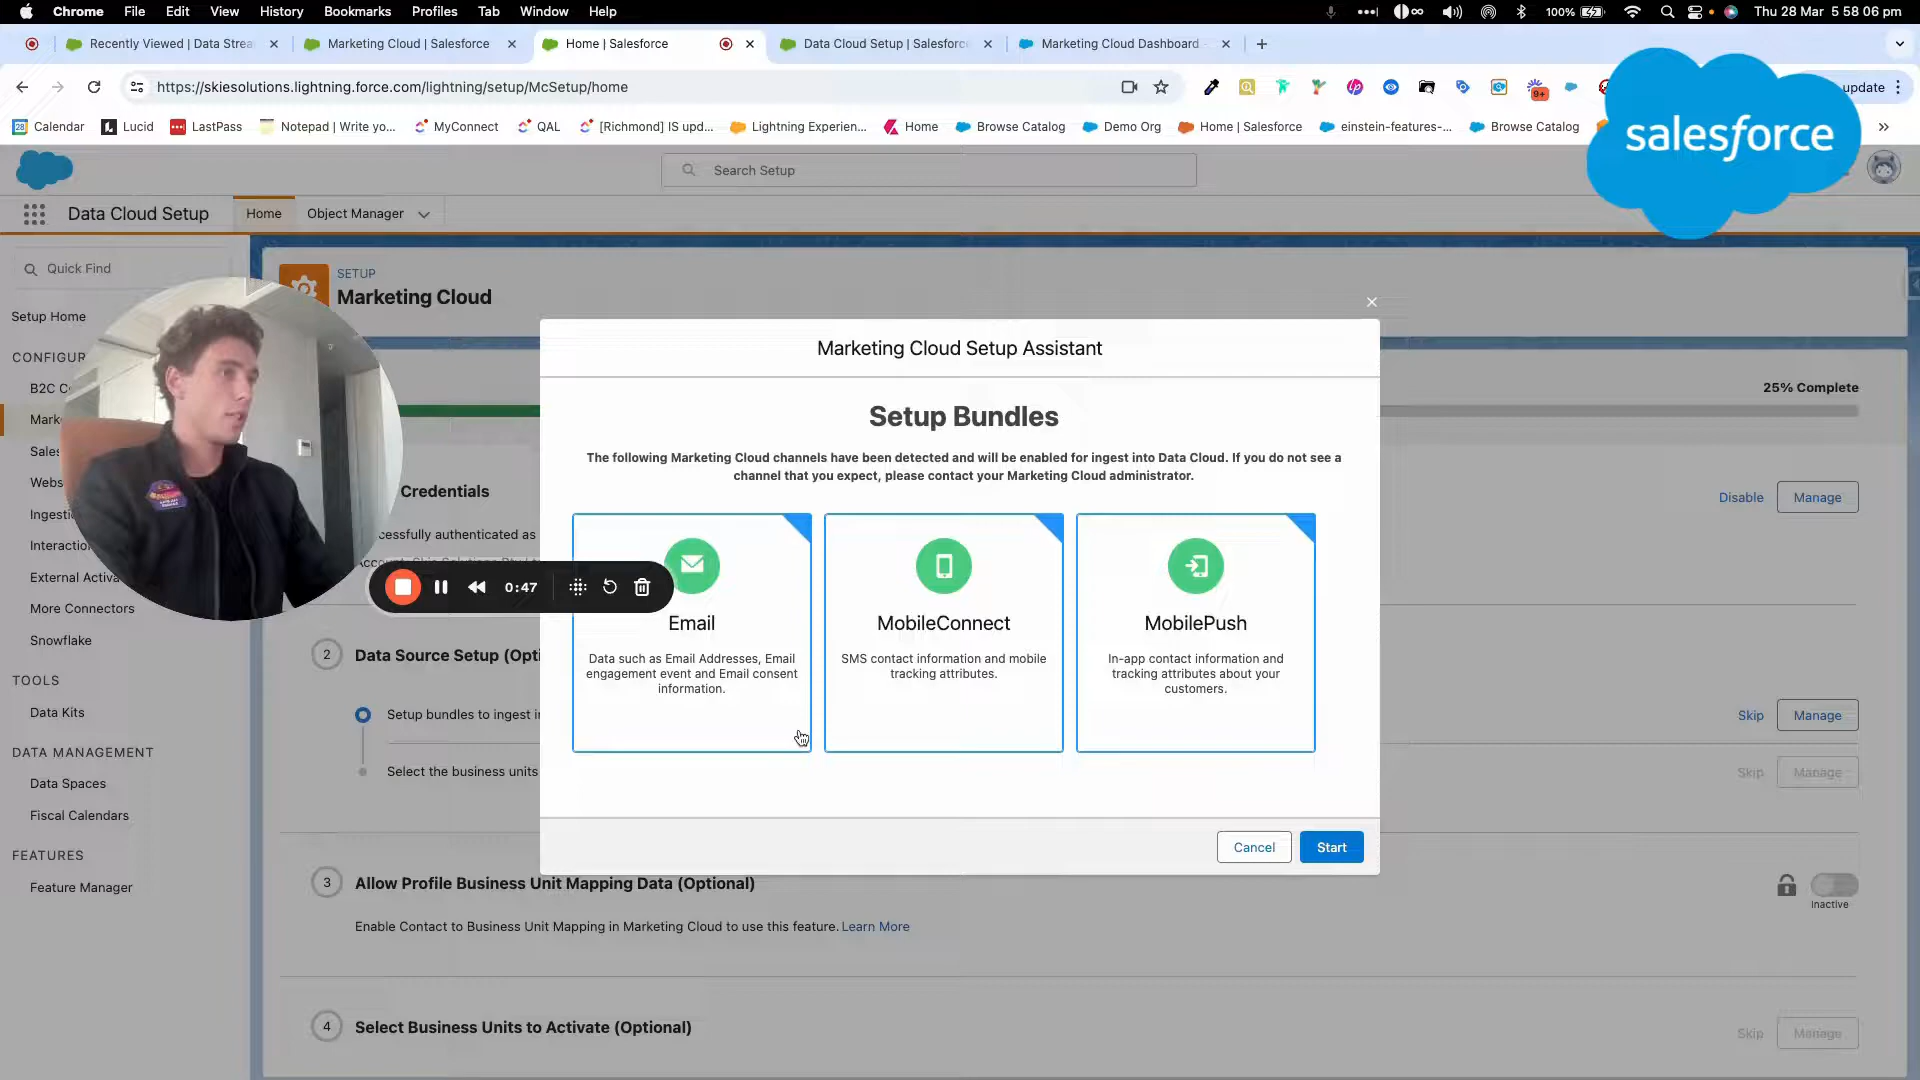 Chrome File Edit View History Bookmarks Profiles Tab Window Help 100% Thu 28 Mar 5 58 06 pm
Recently Viewed | Data Strea
Marketing Cloud | Salesforce
Home | Salesforce
Data Cloud Setup | Salesforce
Marketing Cloud Dashboard
https://skiesolutions.lightning.force.com/lightning/setup/McSetup/home
9+
update
28 Calendar
Lucid
LastPass
Notepad | Write yo...
MyConnect
QAL
[Richmond] IS upd...
Lightning Experien...
Home
Browse Catalog
Demo Org
Home | Salesforce
einstein-features-...
Browse Catalog
salesforce
Search Setup
Data Cloud Setup Home Object Manager
Quick Find
SETUP
Marketing Cloud
Setup Home
CONFIGUR
B2C C
Mark
Sales
Webs
Ingesti
Interaction
External Activa
More Connectors
Snowflake
TOOLS
Data Kits
DATA MANAGEMENT
Data Spaces
Fiscal Calendars
FEATURES
Feature Manager
25% Complete
Credentials
Disable Manage
cessfully authenticated as
0:47
2 Data Source Setup (Opti
Setup bundles to ingest i
Skip Manage
Select the business units
Skip Manage
3 Allow Profile Business Unit Mapping Data (Optional)
Inactive
Enable Contact to Business Unit Mapping in Marketing Cloud to use this feature. Learn More
4 Select Business Units to Activate (Optional)
Skip Manage
Marketing Cloud Setup Assistant
Setup Bundles
The following Marketing Cloud channels have been detected and will be enabled for ingest into Data Cloud. If you do not see a
channel that you expect, please contact your Marketing Cloud administrator.
Email
Data such as Email Addresses, Email
engagement event and Email consent
information.
MobileConnect
SMS contact information and mobile
tracking attributes.
MobilePush
In-app contact information and
tracking attributes about your
customers.
Cancel Start